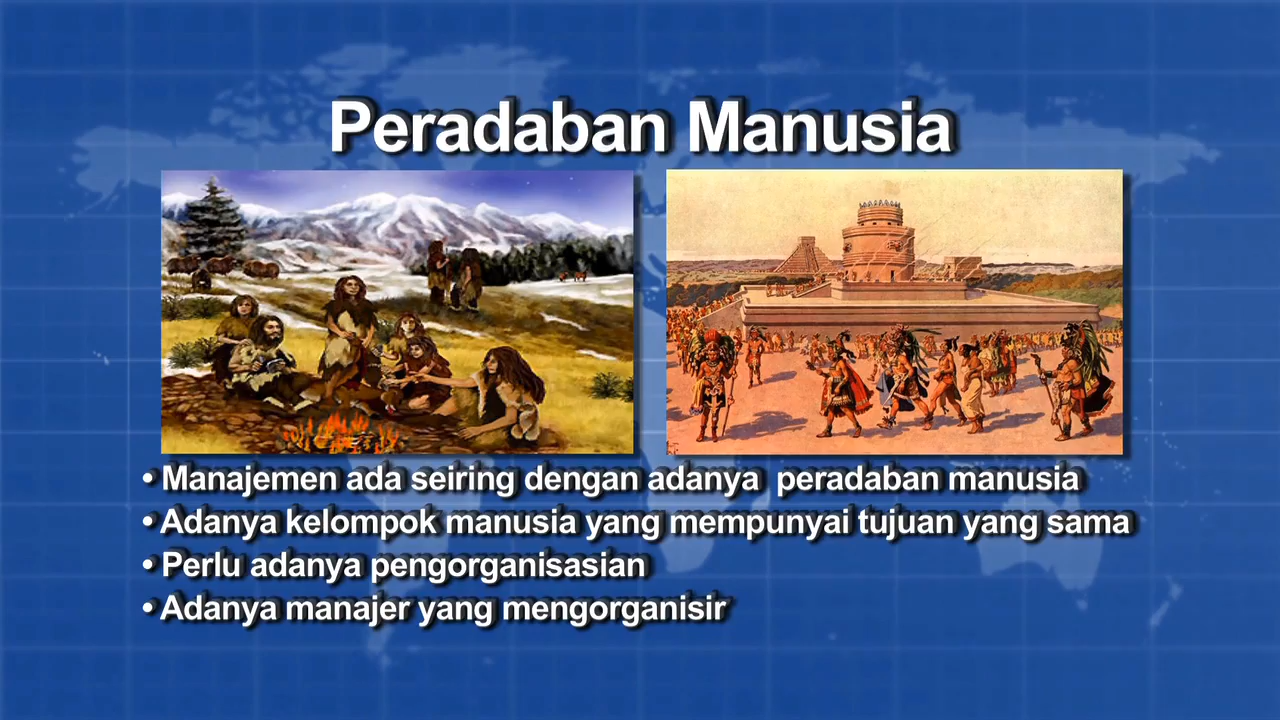 Peradaban Manusia
• Manajemen ada seiring dengan adanya peradaban manusia
• Adanya kelompok manusia yang mempunyai tujuan yang sama
• Perlu adanya pengorganisasian
• Adanya manajer yang mengorganisir